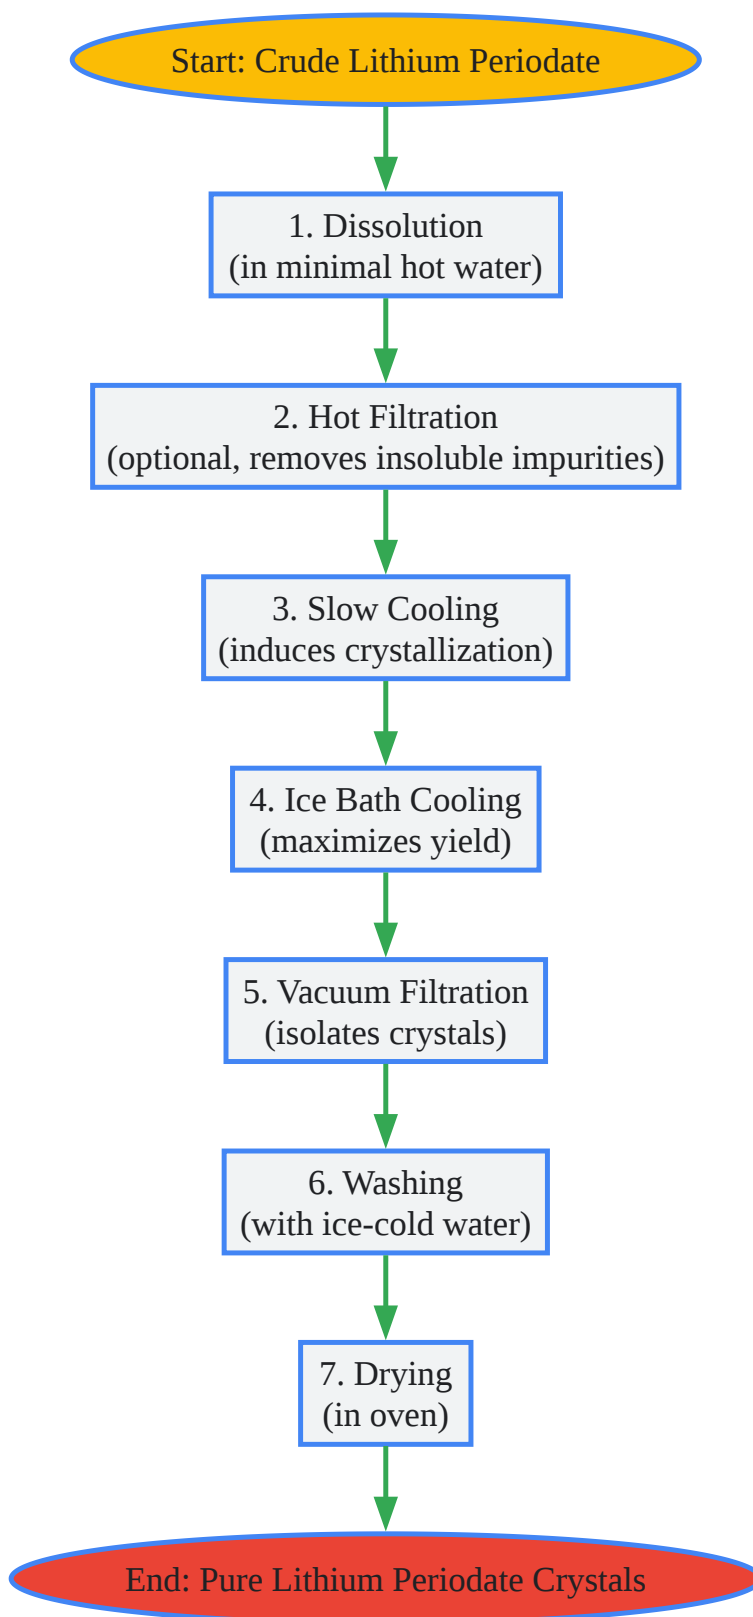 Start: Crude Lithium Periodate
1. Dissolution
(in minimal hot water)
2. Hot Filtration
(optional, removes insoluble impurities)
3. Slow Cooling
(induces crystallization)
4. Ice Bath Cooling
(maximizes yield)
5. Vacuum Filtration
(isolates crystals)
6. Washing
(with ice-cold water)
7. Drying
(in oven)
End: Pure Lithium Periodate Crystals